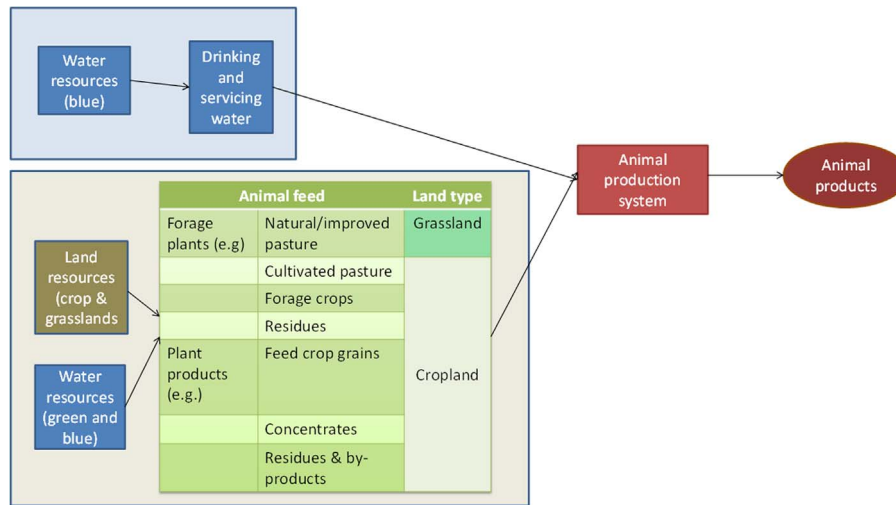 Water
resources
(blue)
Drinking
and
servicing
water
Animal
production
system
Animal
products
Land
resources
(crop &
grasslands
Water
resources
(green and
blue)
Animal feed Land type
Forage
plants (e.g)
Natural/improved
pasture
Grassland
Cultivated pasture
Forage crops
Residues
Plant
products
(e.g.)
Feed crop grains
Cropland
Concentrates
Residues & by-
products